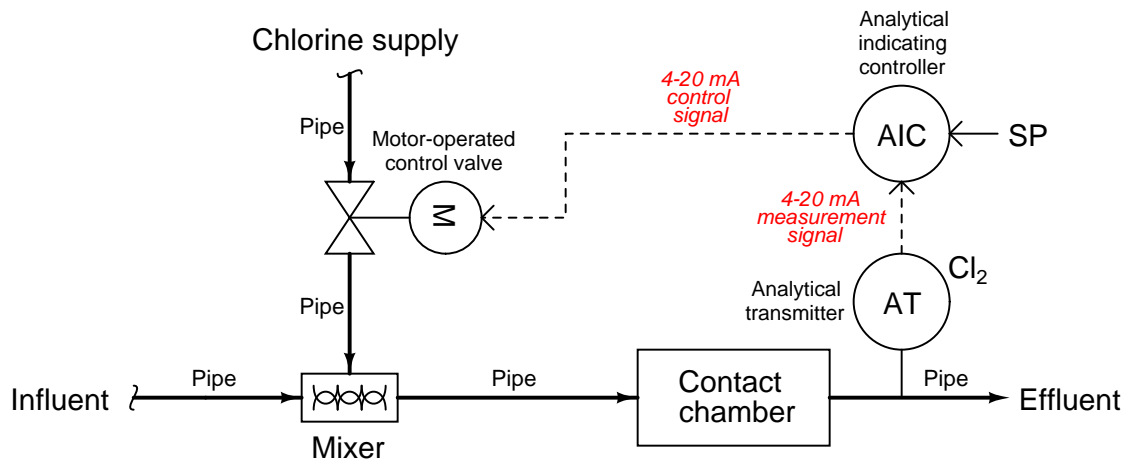 Chlorine supply
Analytical
indicating
controller
4-20 mA
control
signal
Pipe
Motor-operated
control valve
AIC
SP
M
4-20 mA
measurement
signal
Cl2
Pipe
Analytical
transmitter
AT
Influent
Pipe
Pipe
Contact
chamber
Pipe
Effluent
Mixer